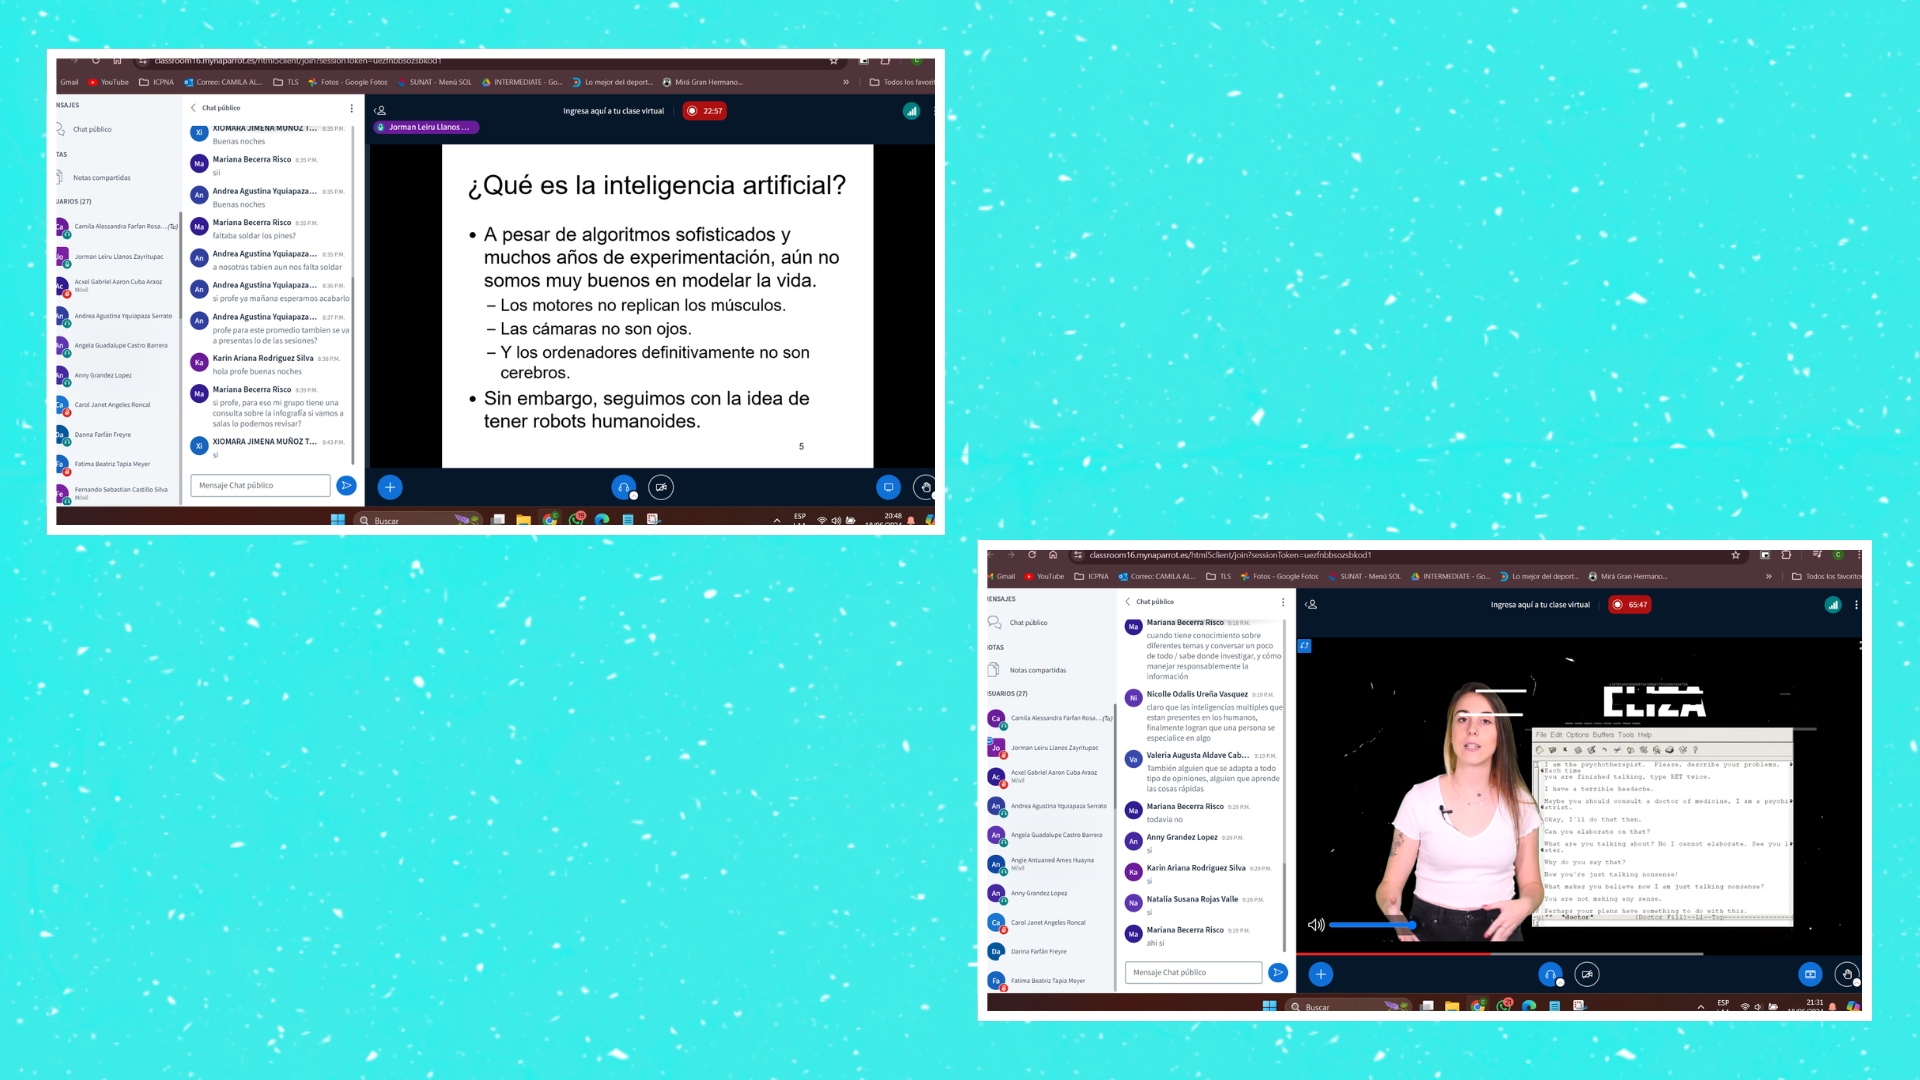 classroom16.mynaparrot.es/html5client/join?sessionToken=uezfnbbsozsbkod1
Gmail YouTube ICPNA Correo: CAMILA AL... TLS Fotos - Google Fotos SUNAT - Menú SOL INTERMEDIATE - Go... Lo mejor del deport... Mirá Gran Hermano... » Todos los favorit
NSAJES
Chat público
TAS
Notas compartidas
UARIOS (27)
Camila Alessandra Farfan Rosa... (Tú)
Jorman Leiru Llanos Zayritupac
Acxel Gabriel Aaron Cuba Araoz
Móvil
Andrea Agustina Yquiapaza Serrato
Angela Guadalupe Castro Barrera
Anny Grandez Lopez
Carol Janet Angeles Roncal
Danna Farfán Freyre
Fatima Beatriz Tapia Meyer
Fernando Sebastian Castillo Silva
Móvil
Chat público
XIOMARA JIMENA MUÑOZ T... 8:35 P.M.
Buenas noches
Mariana Becerra Risco 8:35 P.M.
sii
Andrea Agustina Yquiapaza... 8:35 P.M.
Buenas noches
Mariana Becerra Risco 8:35 P.M.
faltaba soldar los pines?
Andrea Agustina Yquiapaza... 8:35 P.M.
a nosotras tabien aun nos falta soldar
Andrea Agustina Yquiapaza... 8:36 P.M.
si profe ya mañana esperamos acabarlo
Andrea Agustina Yquiapaza... 8:37 P.M.
profe para este promedio tambien se va
a presentas lo de las sesiones?
Karin Ariana Rodriguez Silva 8:38 P.M.
hola profe buenas noches
Mariana Becerra Risco 8:39 P.M.
si profe, para eso mi grupo tiene una
consulta sobre la infografía si vamos a
salas lo podemos revisar?
XIOMARA JIMENA MUÑOZ T... 8:43 P.M.
si
Mensaje Chat público
Ingresa aquí a tu clase virtual 22:57
Jorman Leiru Llanos ...
¿Qué es la inteligencia artificial?
• A pesar de algoritmos sofisticados y
muchos años de experimentación, aún no
somos muy buenos en modelar la vida.
– Los motores no replican los músculos.
– Las cámaras no son ojos.
– Y los ordenadores definitivamente no son
cerebros.
• Sin embargo, seguimos con la idea de
tener robots humanoides.
5
Buscar
ESP
20:48
classroom16.mynaparrot.es/html5client/join?sessionToken=uezfnbbsozsbkod1
Gmail YouTube ICPNA Correo: CAMILA AL... TLS Fotos - Google Fotos SUNAT - Menú SOL INTERMEDIATE - Go... Lo mejor del deport... Mirá Gran Hermano... » Todos los favorito
MENSAJES
Chat público
OTAS
Notas compartidas
SUARIOS (27)
Camila Alessandra Farfan Rosa... (Tú)
Jorman Leiru Llanos Zayritupac
Acxel Gabriel Aaron Cuba Araoz
Móvil
Andrea Agustina Yquiapaza Serrato
Angela Guadalupe Castro Barrera
Angie Antuaned Ames Huayna
Móvil
Anny Grandez Lopez
Carol Janet Angeles Roncal
Danna Farfán Freyre
Fatima Beatriz Tapia Meyer
Chat público
Mariana Becerra Risco 9:18 P.M.
cuando tiene conocimiento sobre
diferentes temas y conversar un poco
de todo / sabe donde investigar, y cómo
manejar responsablemente la
información
Nicolle Odalis Ureña Vasquez 9:19 P.M.
claro que las inteligencias multiples que
estan presentes en los humanos,
finalmente logran que una persona se
especialice en algo
Valeria Augusta Aldave Cab... 9:19 P.M.
También alguien que se adapta a todo
tipo de opiniones, alguien que aprende
las cosas rápidas
Mariana Becerra Risco 9:29 P.M.
todavia no
Anny Grandez Lopez 9:29 P.M.
si
Karin Ariana Rodriguez Silva 9:29 P.M.
si
Natalia Susana Rojas Valle 9:29 P.M.
si
Mariana Becerra Risco 9:29 P.M.
ahi si
Mensaje Chat público
Ingresa aquí a tu clase virtual 65:47
ELIZA
File Edit Options Buffers Tools Help
I am the psychotherapist. Please, describe your problems.
Each time
you are finished talking, type RET twice.
I have a terrible headache.
Maybe you should consult a doctor of medicine, I am a psychi
atrist.
Okay, I'll do that then.
Can you elaborate on that?
What are you talking about? No I cannot elaborate. See you l
ater.
Why do you say that?
Now you're just talking nonsense!
What makes you believe now I am just talking nonsense?
You are not making any sense.
Perhaps your plans have something to do with this.
Buscar
ESP
21:31